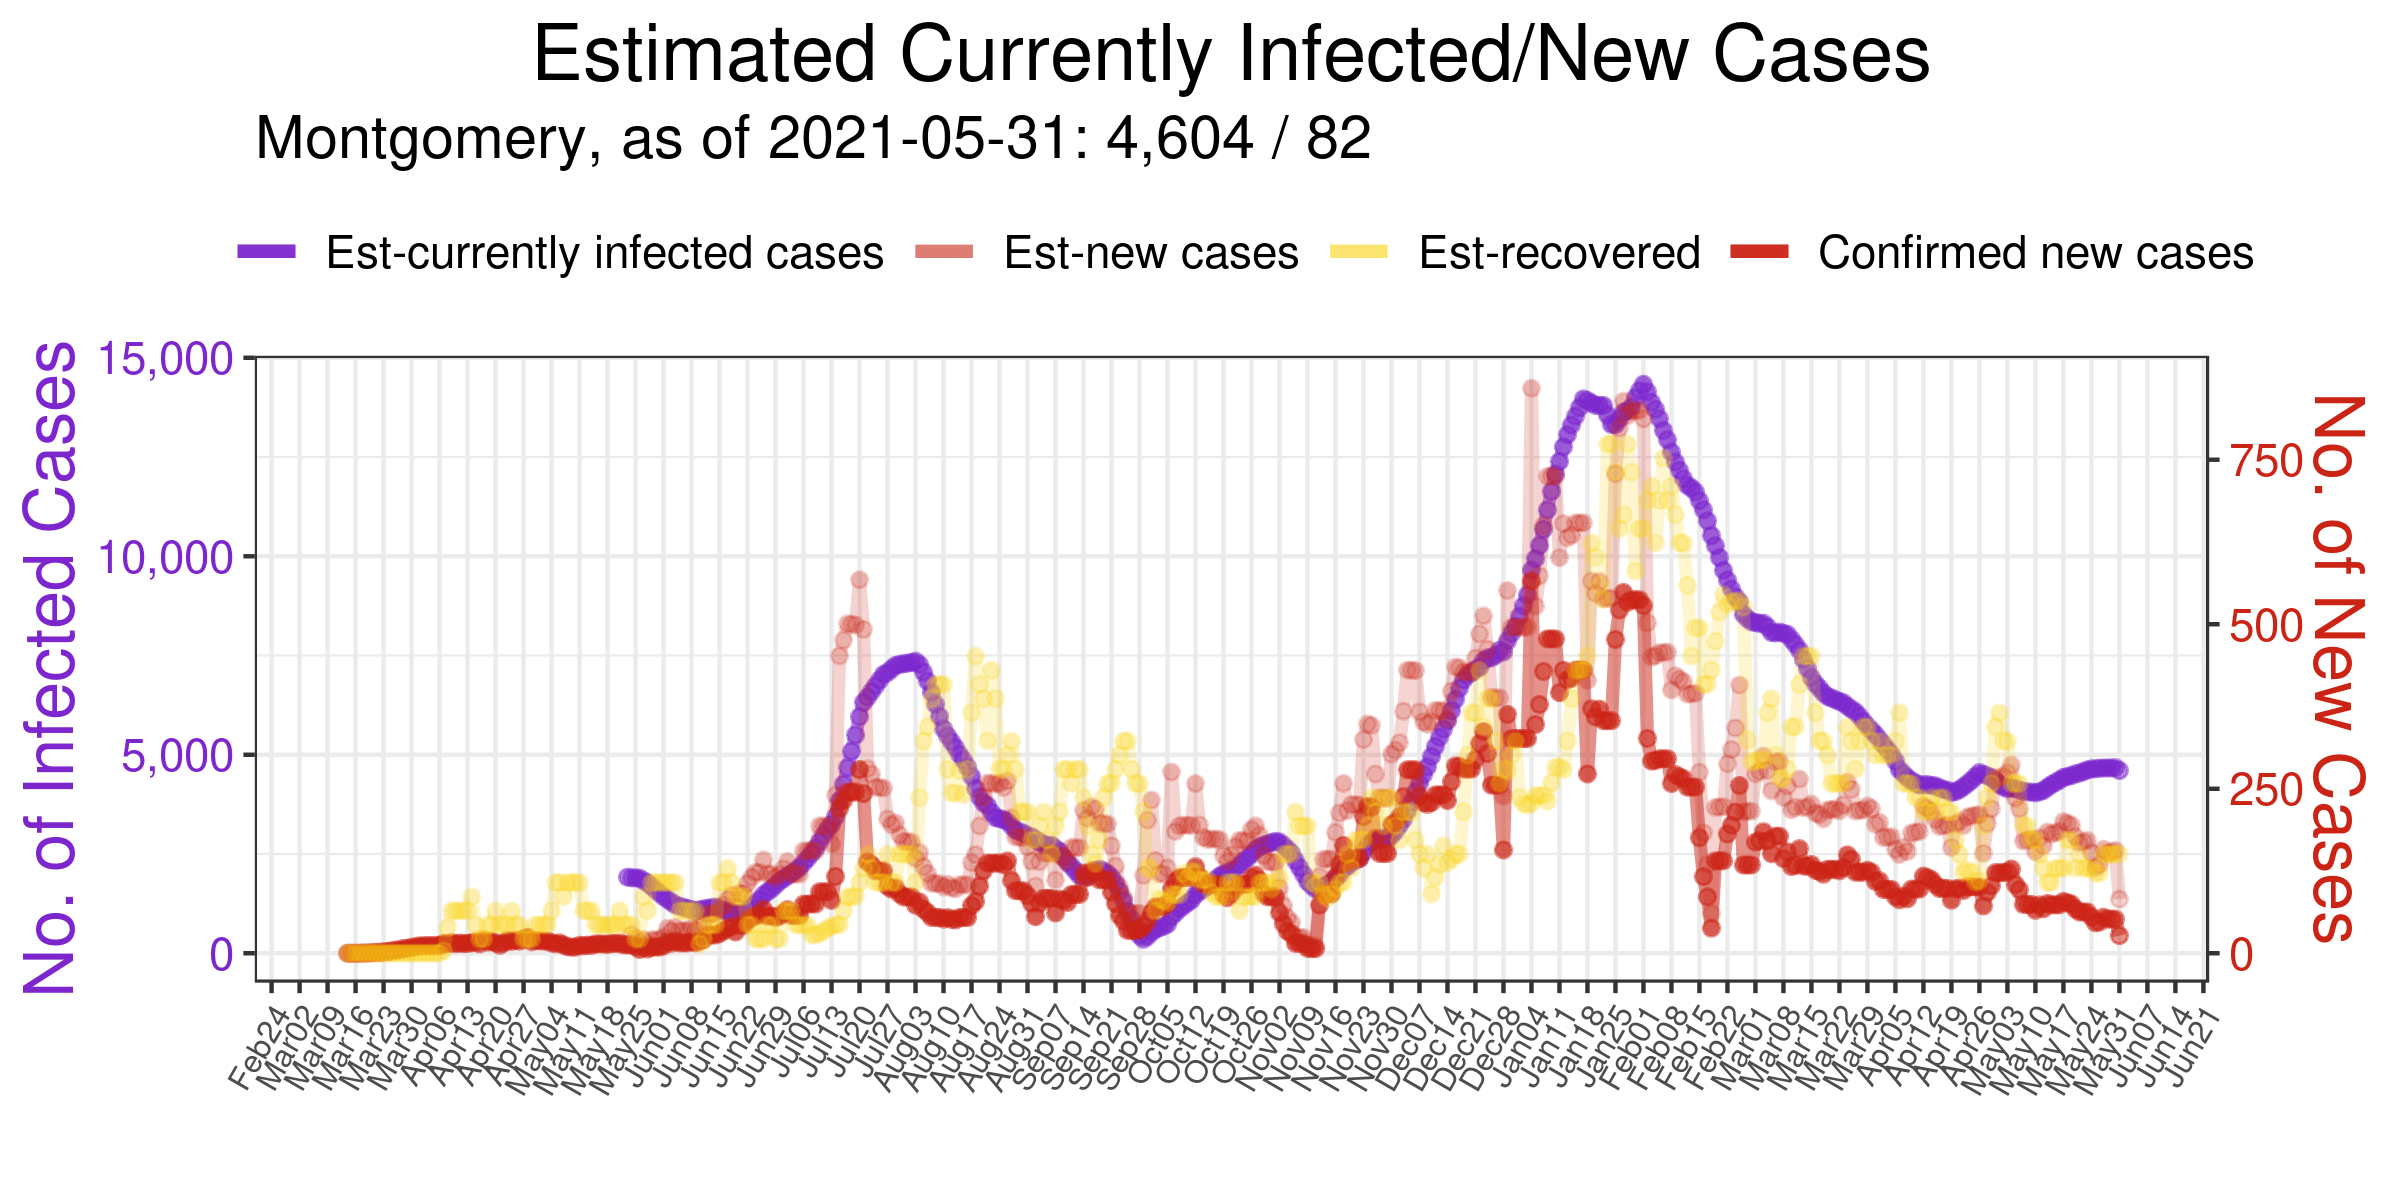 Estimated Currently Infected/New Cases
Montgomery, as of 2021-05-31: 4,604 / 82
Est-currently infected cases
Est-new cases
Est-recovered
Confirmed new cases
No. of Infected Cases
15,000
10,000
5,000
0
750
500
250
0
No. of New Cases
Feb24
Mar02
Mar09
Mar16
Mar23
Mar30
Apr06
Apr13
Apr20
Apr27
May04
May11
May18
May25
Jun01
Jun08
Jun15
Jun22
Jun29
Jul06
Jul13
Jul20
Jul27
Aug03
Aug10
Aug17
Aug24
Aug31
Sep07
Sep14
Sep21
Sep28
Oct05
Oct12
Oct19
Oct26
Nov02
Nov09
Nov16
Nov23
Nov30
Dec07
Dec14
Dec21
Dec28
Jan04
Jan11
Jan18
Jan25
Feb01
Feb08
Feb15
Feb22
Mar01
Mar08
Mar15
Mar22
Mar29
Apr05
Apr12
Apr19
Apr26
May03
May10
May17
May24
May31
Jun07
Jun14
Jun21